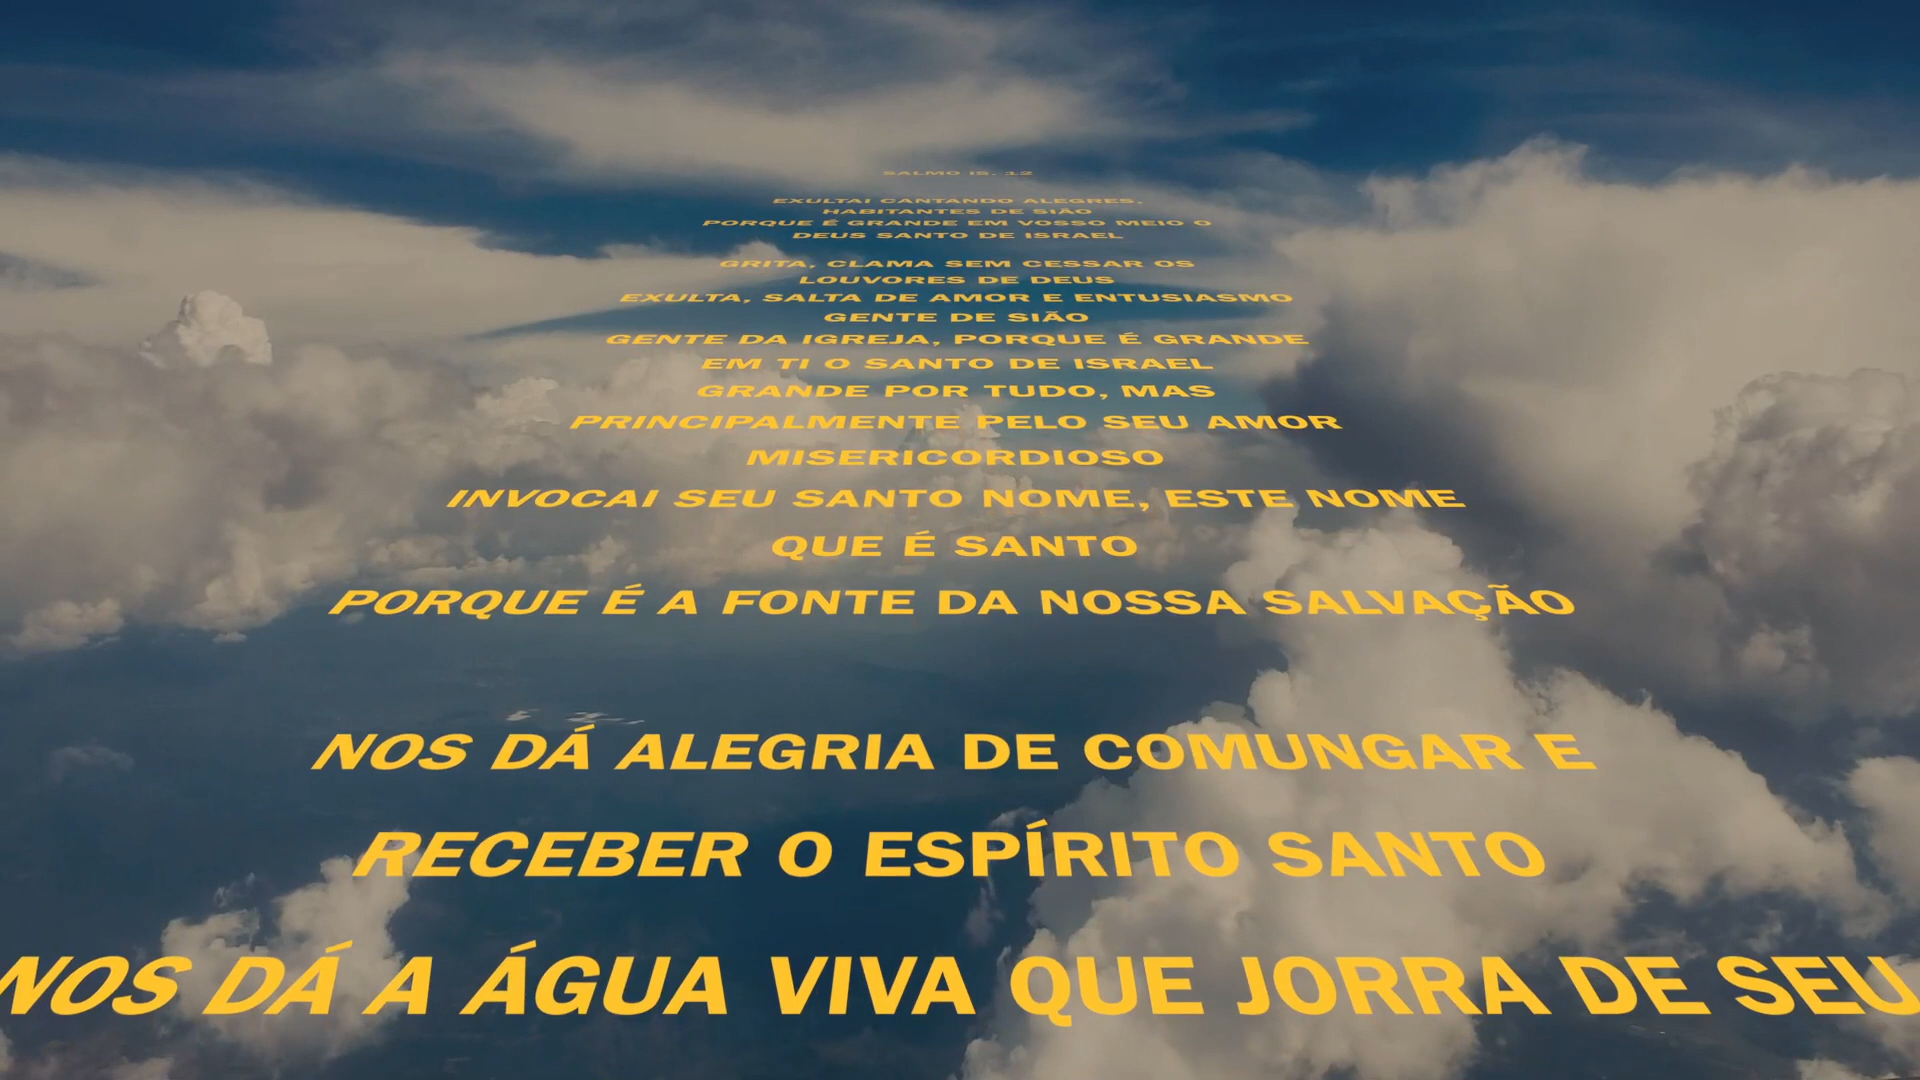 SALMO IS. 12
EXULTAI CANTANDO ALEGRES,
HABITANTES DE SIÃO
PORQUE É GRANDE EM VOSSO MEIO O
DEUS SANTO DE ISRAEL
GRITA, CLAMA SEM CESSAR OS
LOUVORES DE DEUS
EXULTA, SALTA DE AMOR E ENTUSIASMO
GENTE DE SIÃO
GENTE DA IGREJA, PORQUE É GRANDE
EM TI O SANTO DE ISRAEL
GRANDE POR TUDO, MAS
PRINCIPALMENTE PELO SEU AMOR
MISERICORDIOSO
INVOCAI SEU SANTO NOME, ESTE NOME
QUE É SANTO
PORQUE É A FONTE DA NOSSA SALVAÇÃO
NOS DÁ ALEGRIA DE COMUNGAR E
RECEBER O ESPÍRITO SANTO
NOS DÁ A ÁGUA VIVA QUE JORRA DE SEU